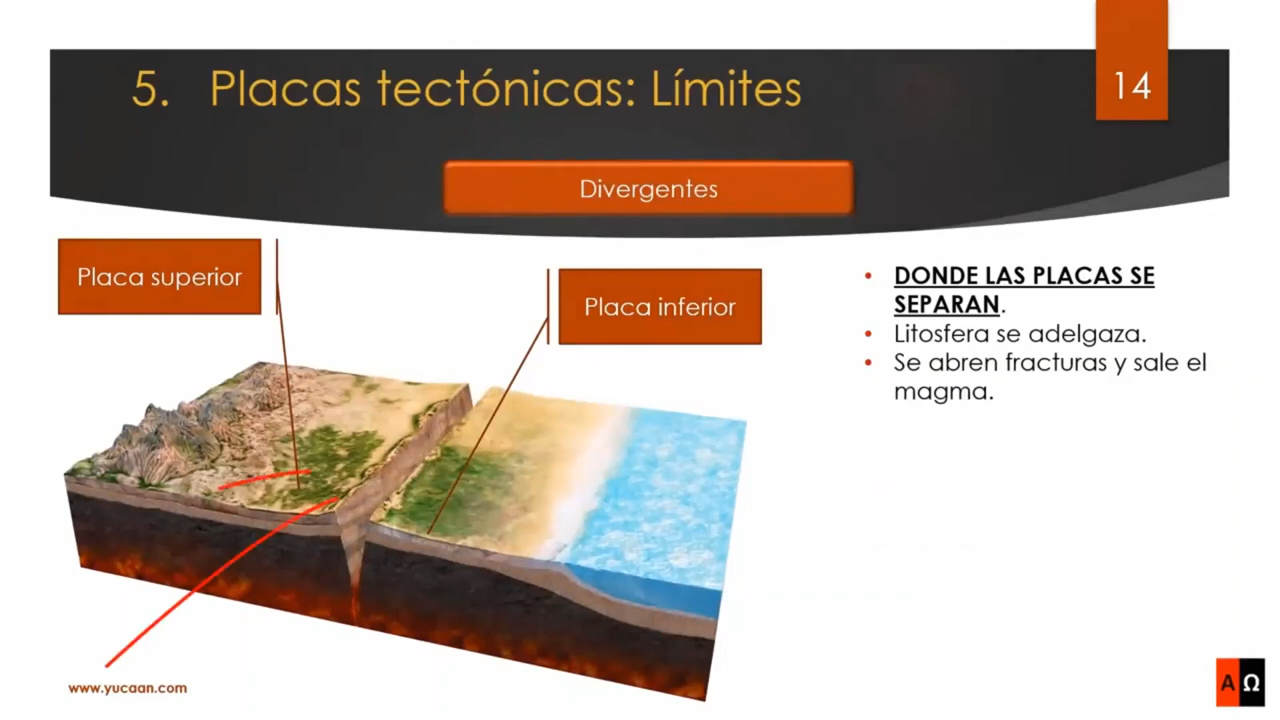 5. Placas tectónicas: Límites
14
Divergentes
Placa superior
Placa inferior
• DONDE LAS PLACAS SE
SEPARAN.
• Litosfera se adelgaza.
• Se abren fracturas y sale el
magma.
www.yucaan.com
AΩ